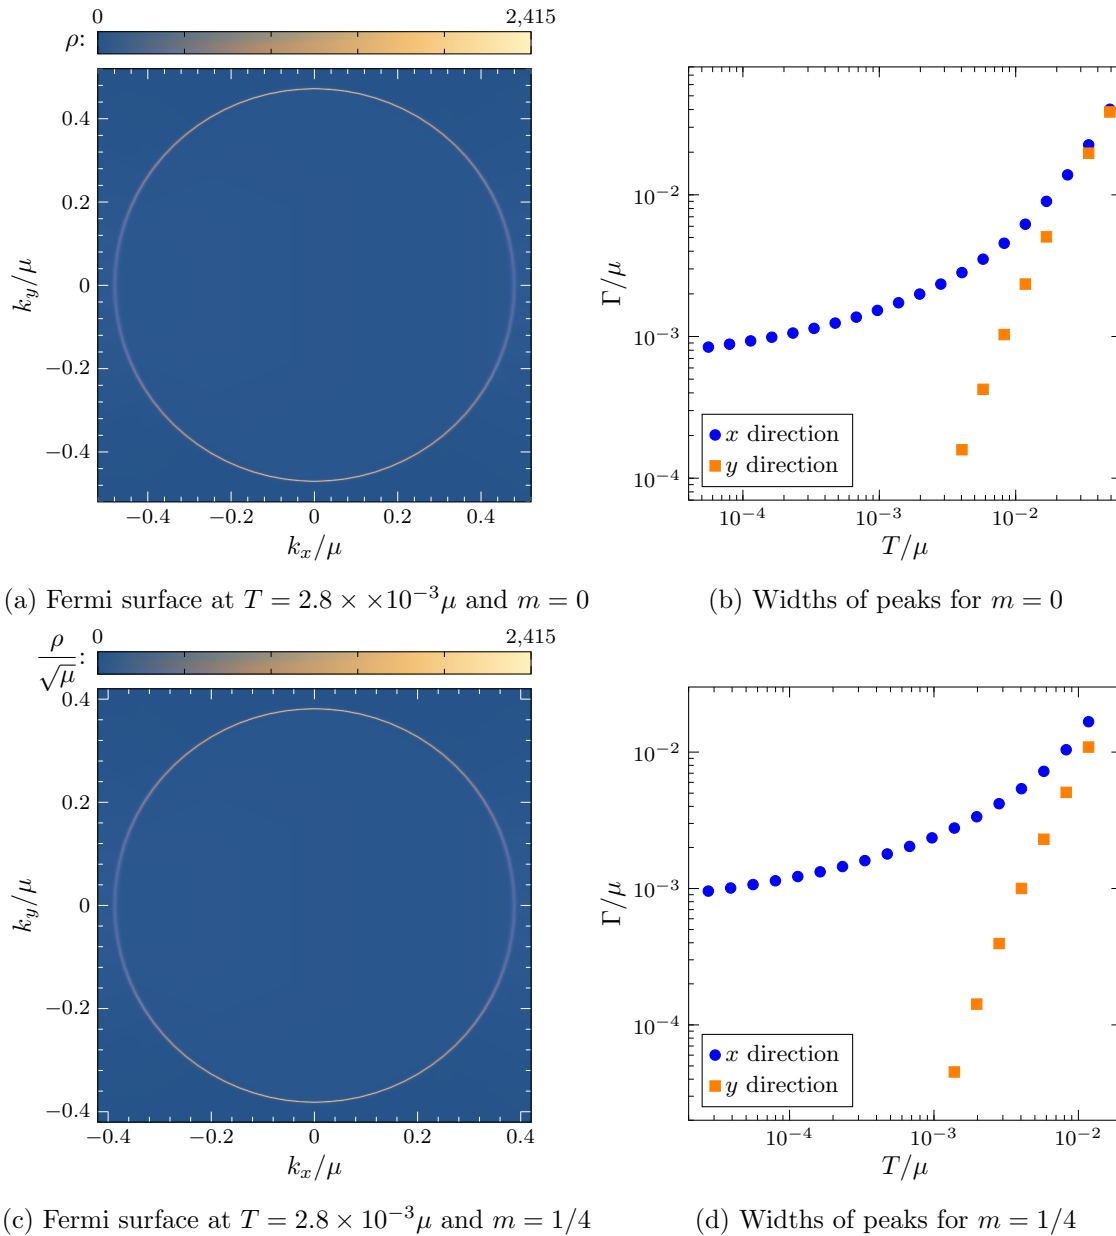 0 2,415
ρ:
0.4
0.2
0
−0.2
−0.4
k_y/μ
−0.4 −0.2 0 0.2 0.4
k_x/μ
(a) Fermi surface at T = 2.8 × ×10^{−3}μ and m = 0
10^{−2}
10^{−3}
10^{−4}
Γ/μ
x direction
y direction
10^{−4} 10^{−3} 10^{−2}
T/μ
(b) Widths of peaks for m = 0
0 2,415
ρ/√μ:
0.4
0.2
0
−0.2
−0.4
k_y/μ
−0.4 −0.2 0 0.2 0.4
k_x/μ
(c) Fermi surface at T = 2.8 × 10^{−3}μ and m = 1/4
10^{−2}
10^{−3}
10^{−4}
Γ/μ
x direction
y direction
10^{−4} 10^{−3} 10^{−2}
T/μ
(d) Widths of peaks for m = 1/4